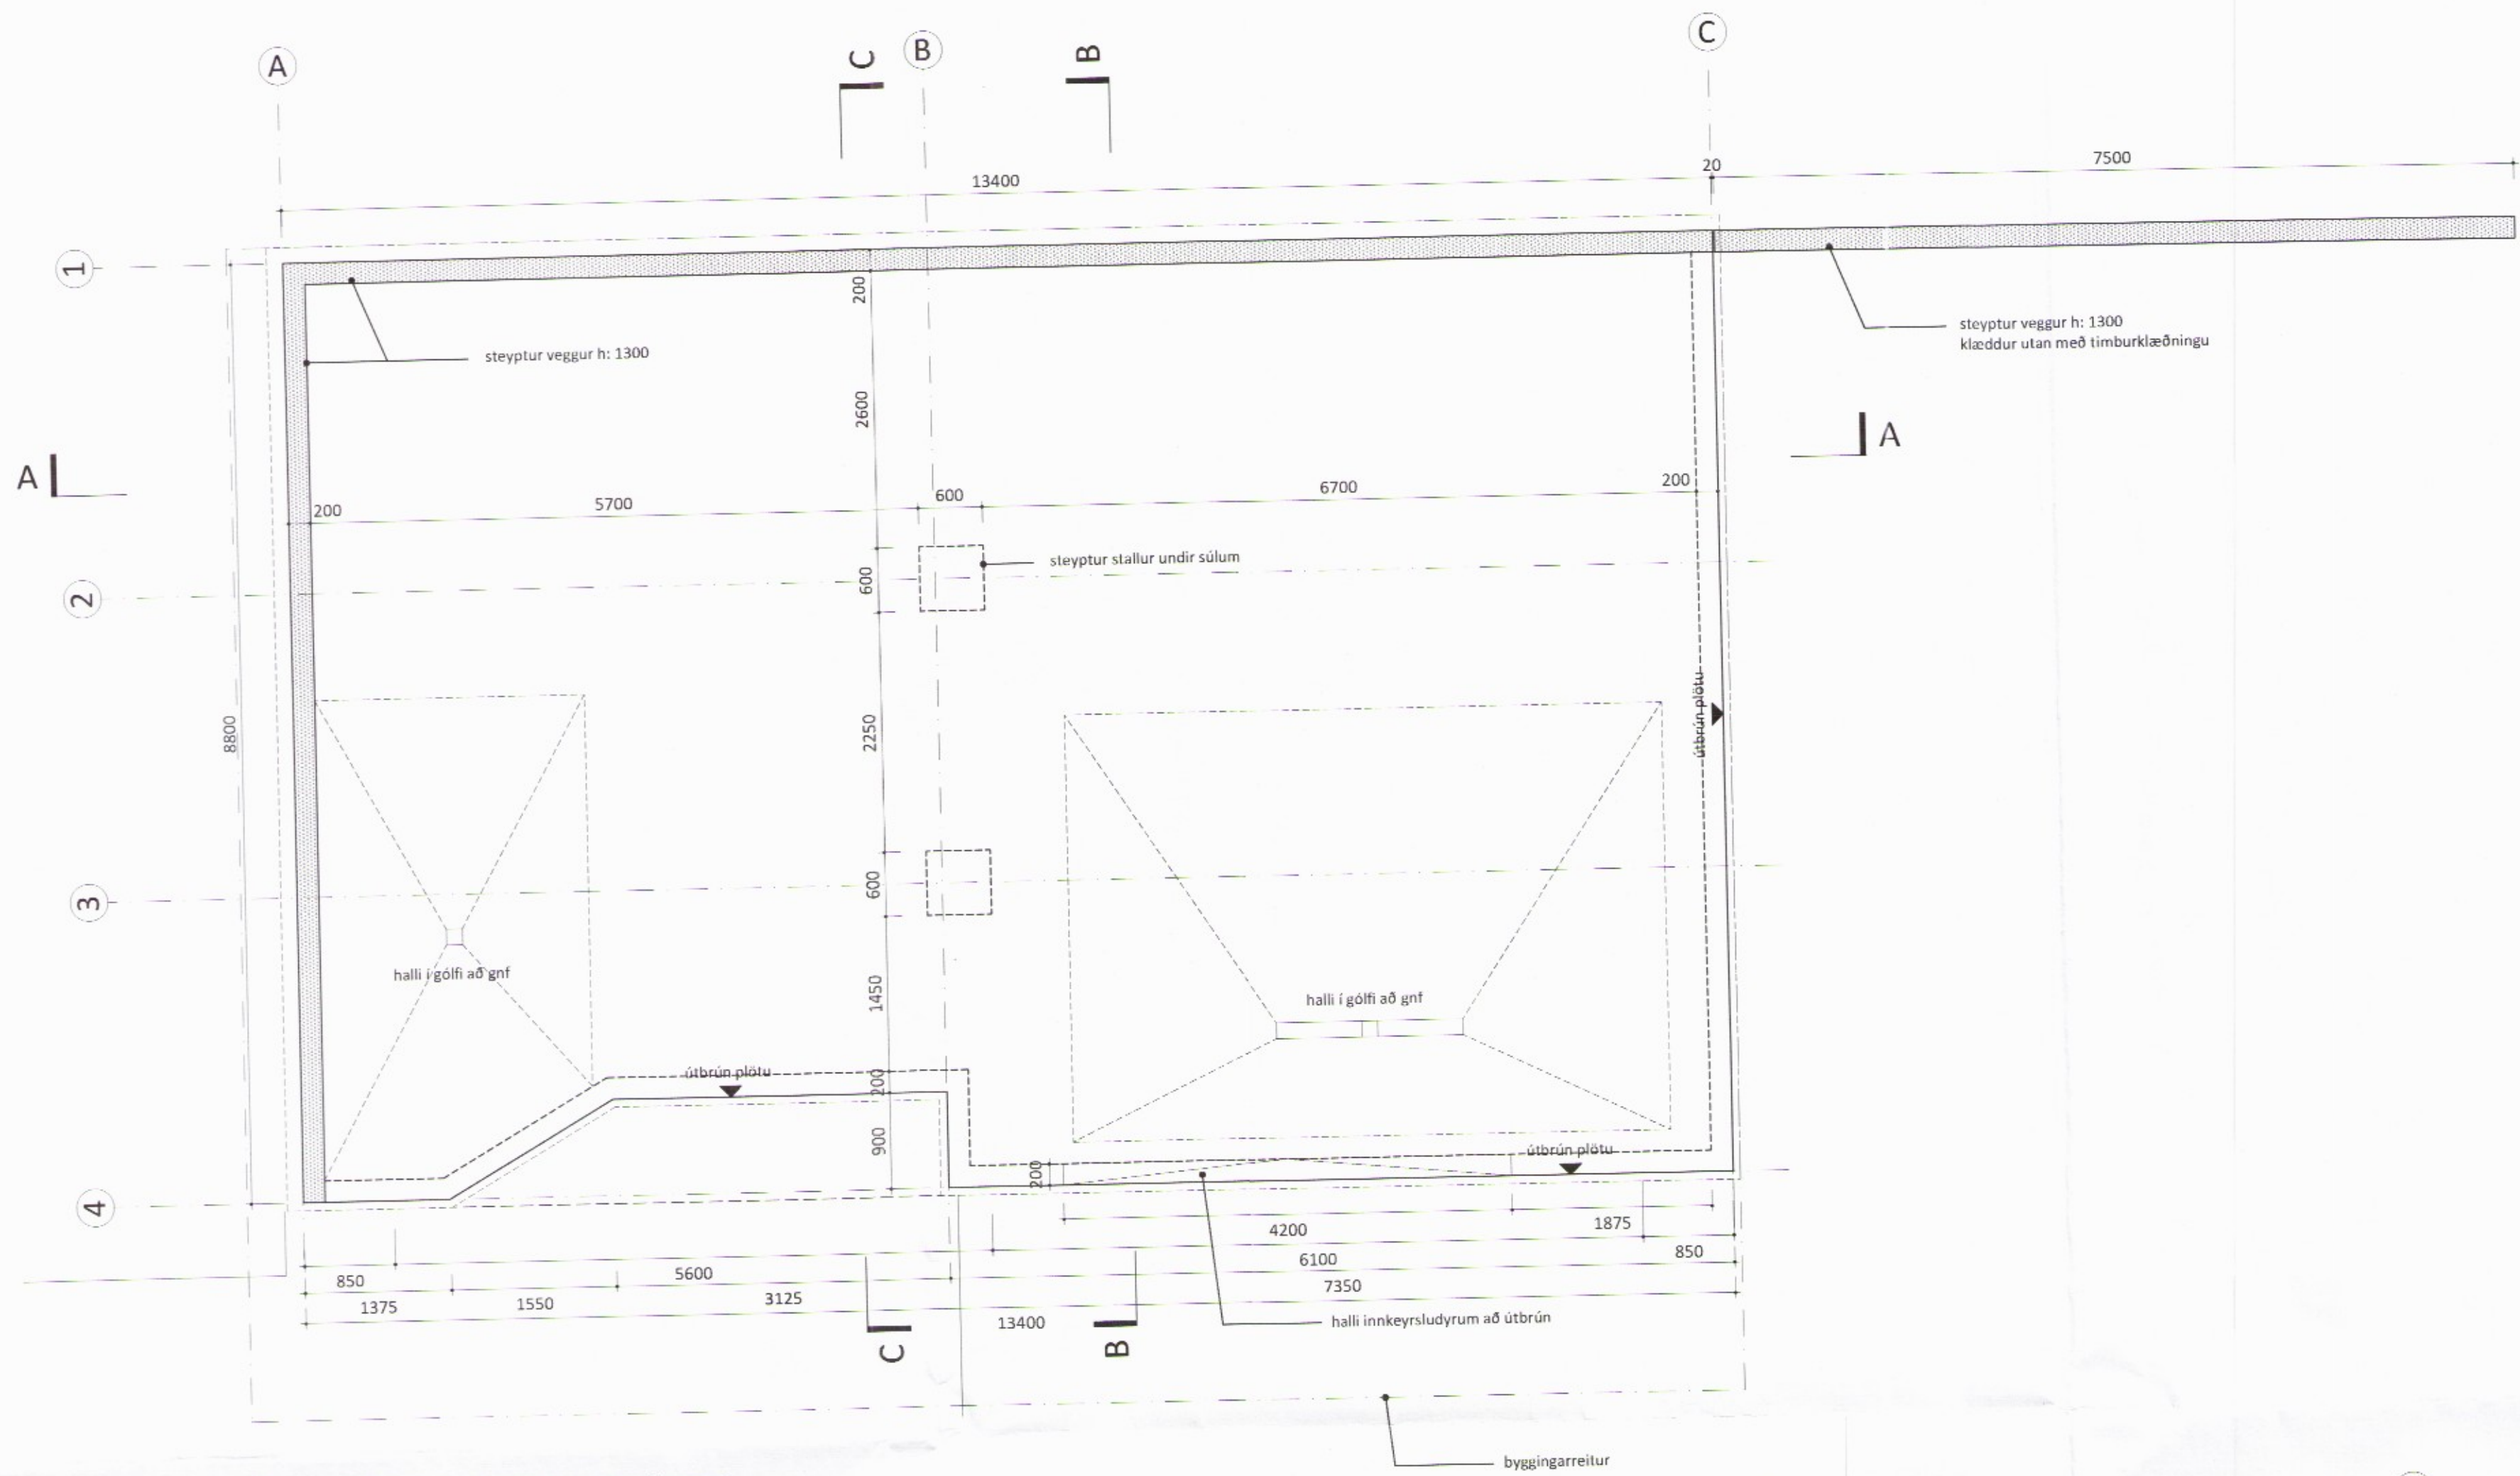 A
C
B
B
C
20
7500
13400
1
200
steyptur veggur h: 1300
steyptur veggur h: 1300
klæddur utan með timburklæðningu
2600
A
A
200
5700
600
6700
200
steyptur stallur undir súlum
600
2
8800
2250
útbrún plötu
600
3
halli í gólfi að gnf
1450
halli í gólfi að gnf
útbrún plötu
200
900
útbrún plötu
200
4
4200
1875
850
5600
6100
850
1375
1550
3125
7350
13400
halli innkeyrsludyrum að útbrún
C
B
byggingarreitur